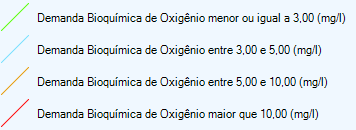 Demanda Bioquímica de Oxigênio menor ou igual a 3,00 (mg/l)
Demanda Bioquímica de Oxigênio entre 3,00 e 5,00 (mg/l)
Demanda Bioquímica de Oxigênio entre 5,00 e 10,00 (mg/l)
Demanda Bioquímica de Oxigênio maior que 10,00 (mg/l)